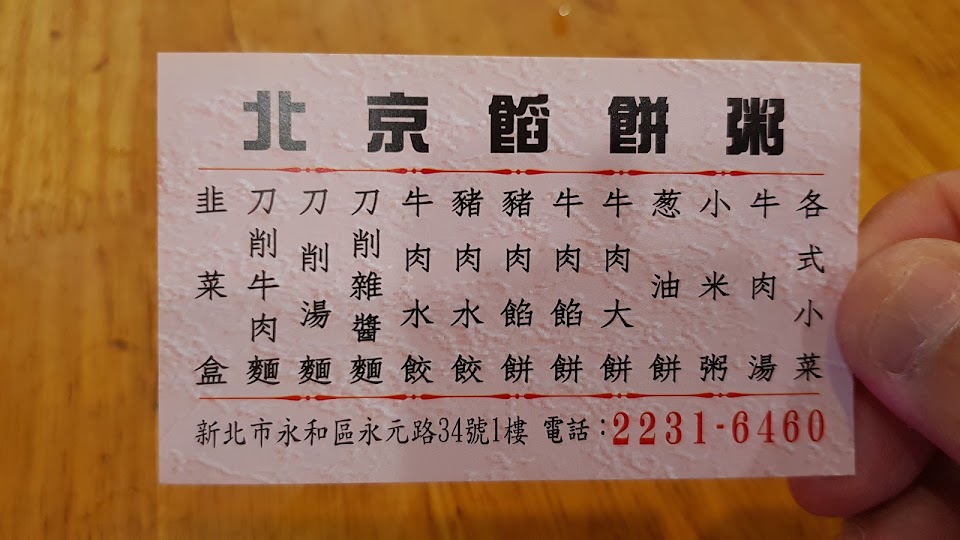 北京餡餅粥
各式小菜
牛肉湯
小米粥
葱油餅
牛肉大餅
牛肉餡餅
豬肉餡餅
豬肉水餃
牛肉水餃
刀削雜醬麵
刀削湯麵
刀削牛肉麵
韭菜盒
新北市永和區永元路34號1樓 電話：2231-6460